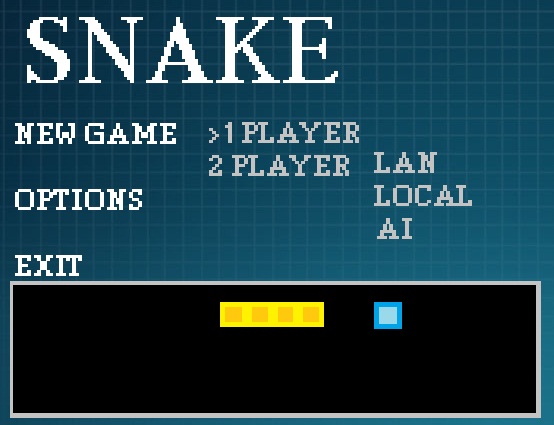 SNAKE
NEW GAME >1 PLAYER
2 PLAYER LAN
OPTIONS LOCAL
AI
EXIT